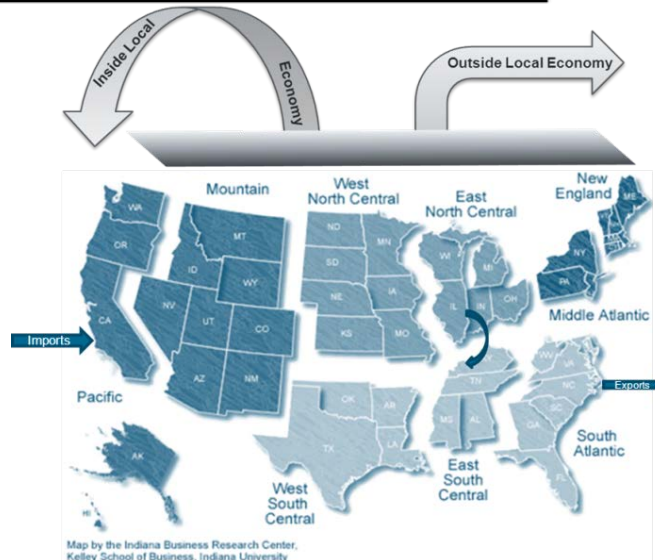 Inside Local
Economy
Outside Local Economy
Mountain
West
North Central
East
North Central
New
England
WA
OR
CA
ID
MT
WY
NV
UT
CO
AZ
NM
ND
SD
NE
KS
MN
IA
MO
WI
MI
IL
IN
OH
ME
NY
PA
Middle Atlantic
Imports
Exports
Pacific
AK
HI
OK
AR
TX
LA
West
South
Central
TN
MS
AL
East
South
Central
WV
VA
NC
SC
GA
FL
South
Atlantic
Map by the Indiana Business Research Center,
Kelley School of Business, Indiana University